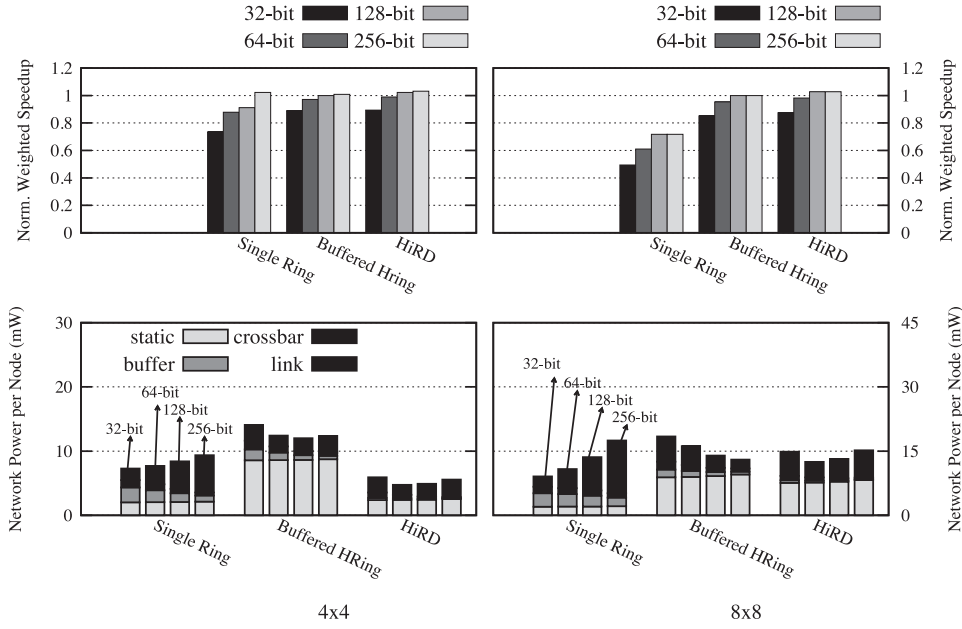 32-bit 128-bit
64-bit 256-bit
32-bit 128-bit
64-bit 256-bit
Norm. Weighted Speedup
1.2
1
0.8
0.6
0.4
0.2
0
Single Ring
Buffered Hring
HiRD
Single Ring
Buffered Hring
HiRD
1.2
1
0.8
0.6
0.4
0.2
0
Norm. Weighted Speedup
Network Power per Node (mW)
30
20
10
0
static crossbar
buffer link
32-bit
64-bit
128-bit
256-bit
Single Ring
Buffered HRing
HiRD
32-bit
64-bit
128-bit
256-bit
Single Ring
Buffered HRing
HiRD
45
30
15
0
Network Power per Node (mW)
4x4
8x8